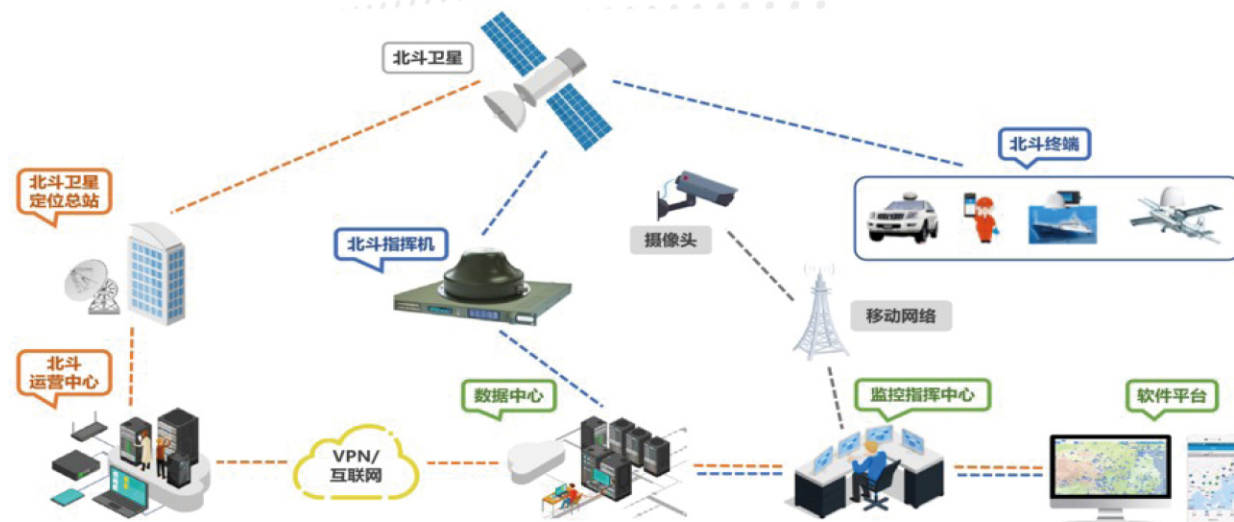 北斗卫星
北斗终端
北斗卫星
定位总站
北斗指挥机
摄像头
移动网络
北斗
运营中心
数据中心
监控指挥中心
软件平台
VPN/
互联网